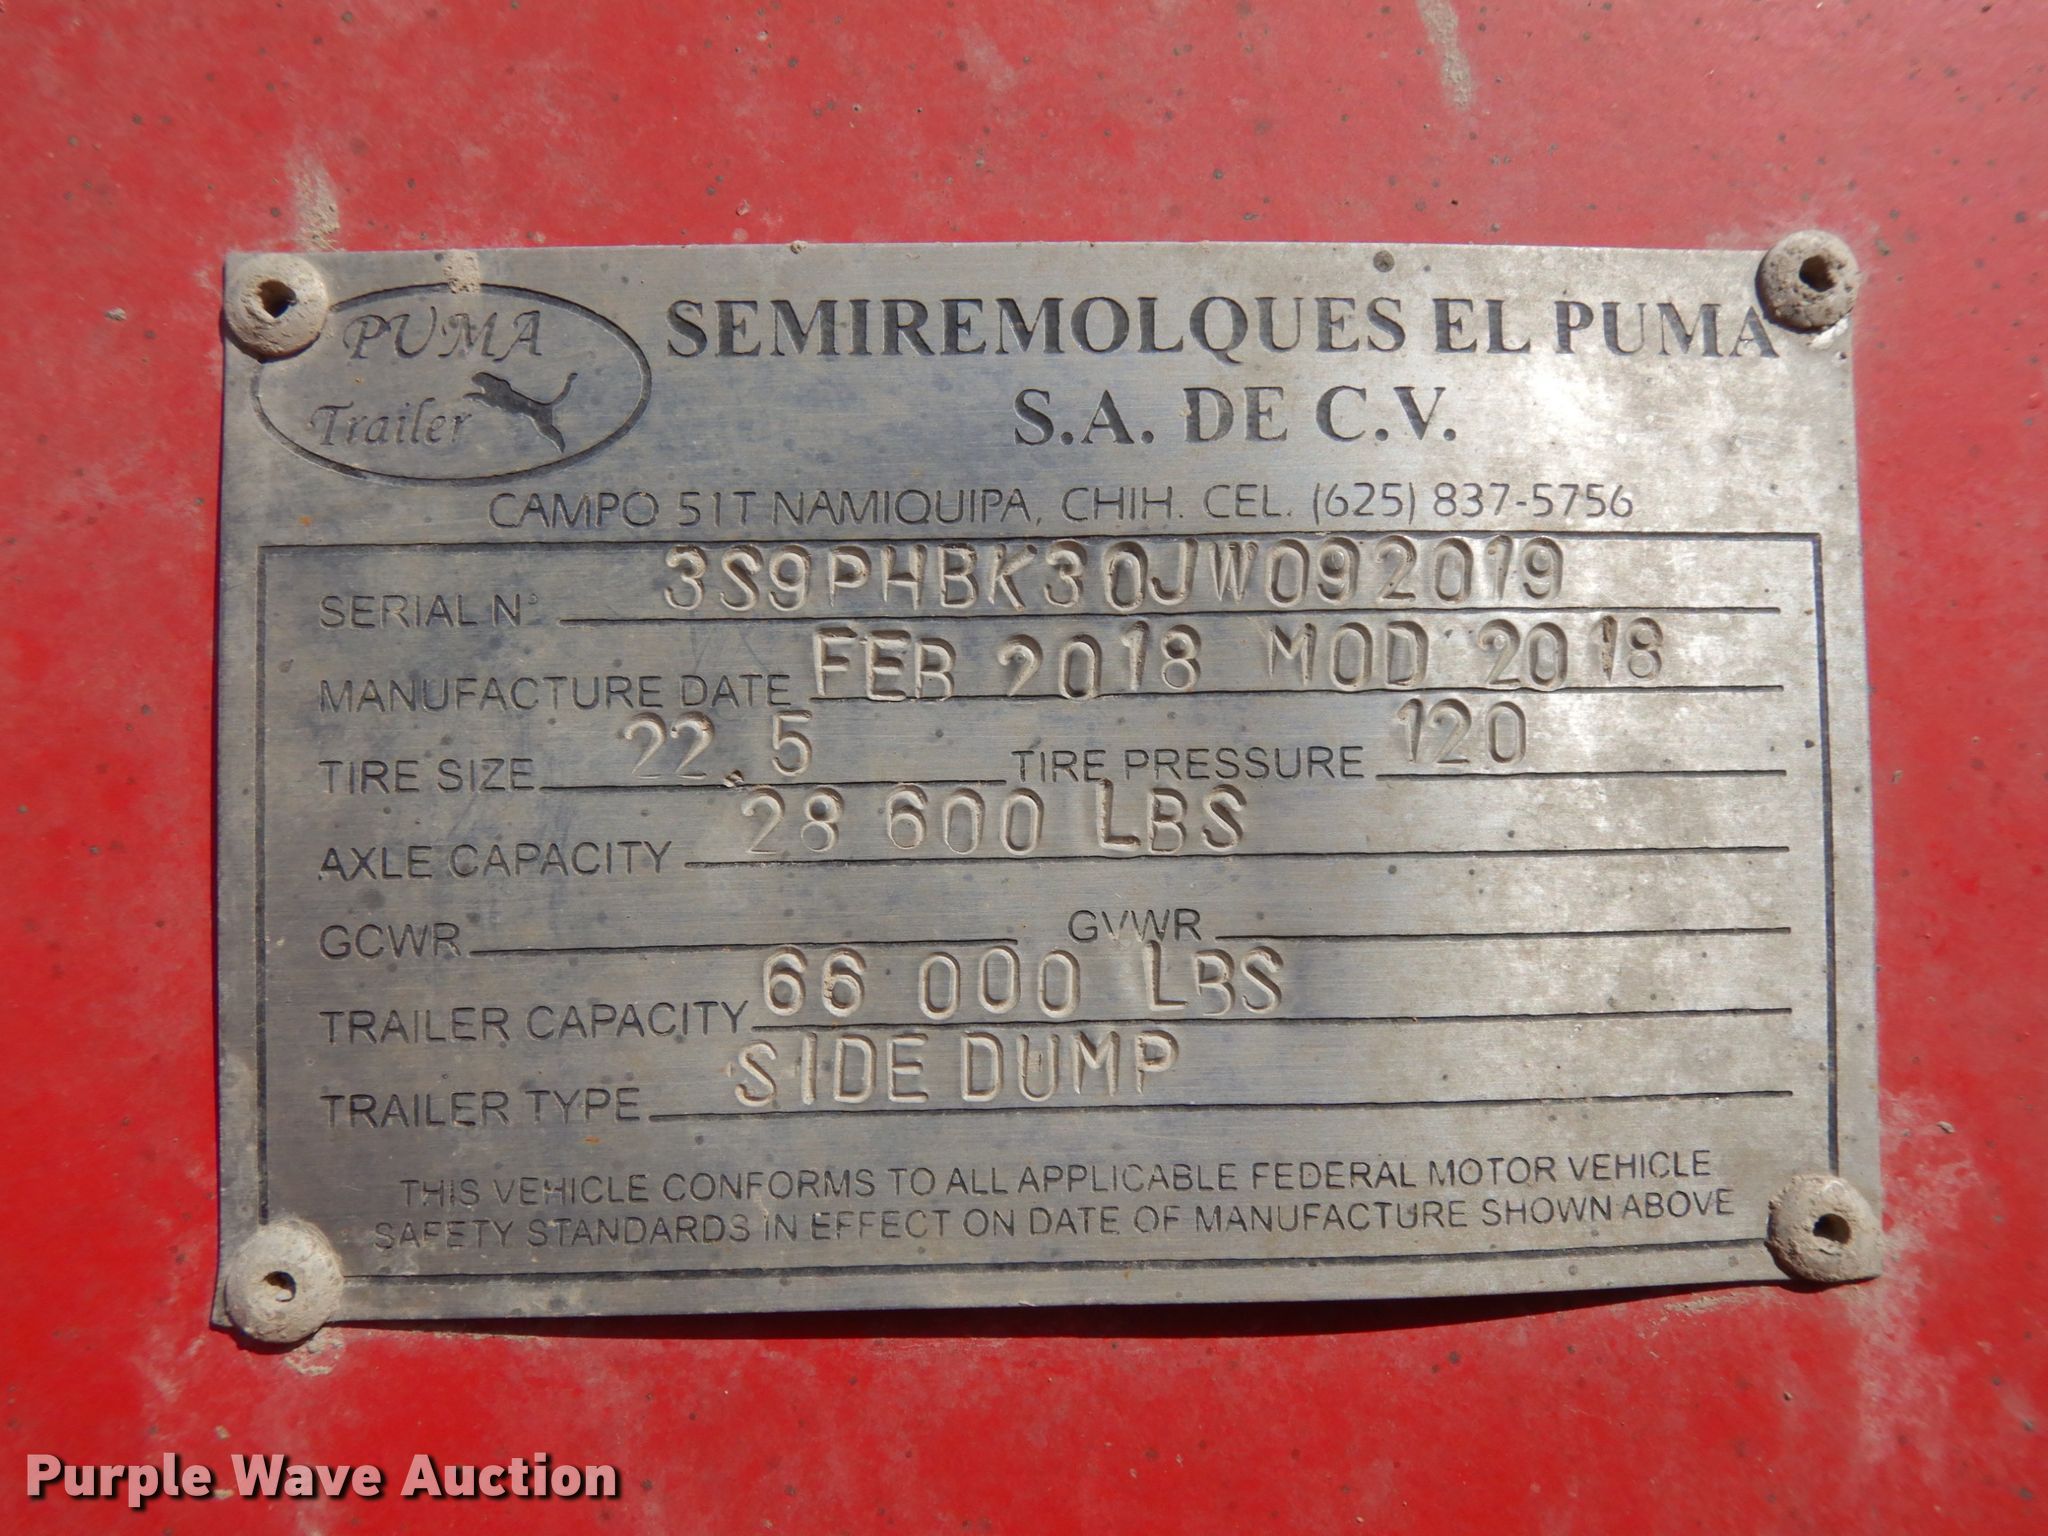 PUMA
Trailer
SEMIREMOLQUES EL PUMA
S.A. DE C.V.
CAMPO 51T NAMIQUIPA, CHIH. CEL. (625) 837-5756
SERIAL N° 3S9PHBK30JW092019
MANUFACTURE DATE FEB 2018 MOD 2018
TIRE SIZE 22.5 TIRE PRESSURE 120
AXLE CAPACITY 28 600 LBS
GCWR GVWR
TRAILER CAPACITY 66 000 LBS
TRAILER TYPE SIDE DUMP
THIS VEHICLE CONFORMS TO ALL APPLICABLE FEDERAL MOTOR VEHICLE
SAFETY STANDARDS IN EFFECT ON DATE OF MANUFACTURE SHOWN ABOVE
Purple Wave Auction